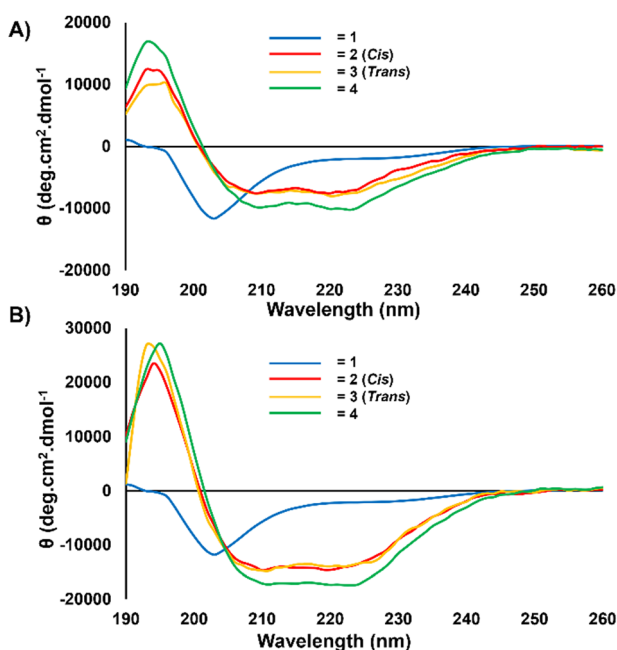 A)
20000
10000
0
-10000
-20000
θ (deg.cm².dmol⁻¹
= 1
= 2 (Cis)
= 3 (Trans)
= 4
190 200 210 220 230 240 250 260
Wavelength (nm)
B)
30000
20000
10000
0
-10000
-20000
θ (deg.cm².dmol⁻¹
= 1
= 2 (Cis)
= 3 (Trans)
= 4
190 200 210 220 230 240 250 260
Wavelength (nm)